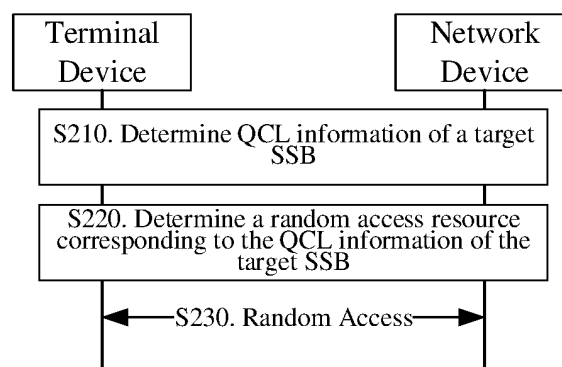 Terminal
Device
Network
Device
S210. Determine QCL information of a target
SSB
S220. Determine a random access resource
corresponding to the QCL information of the
target SSB
S230. Random Access